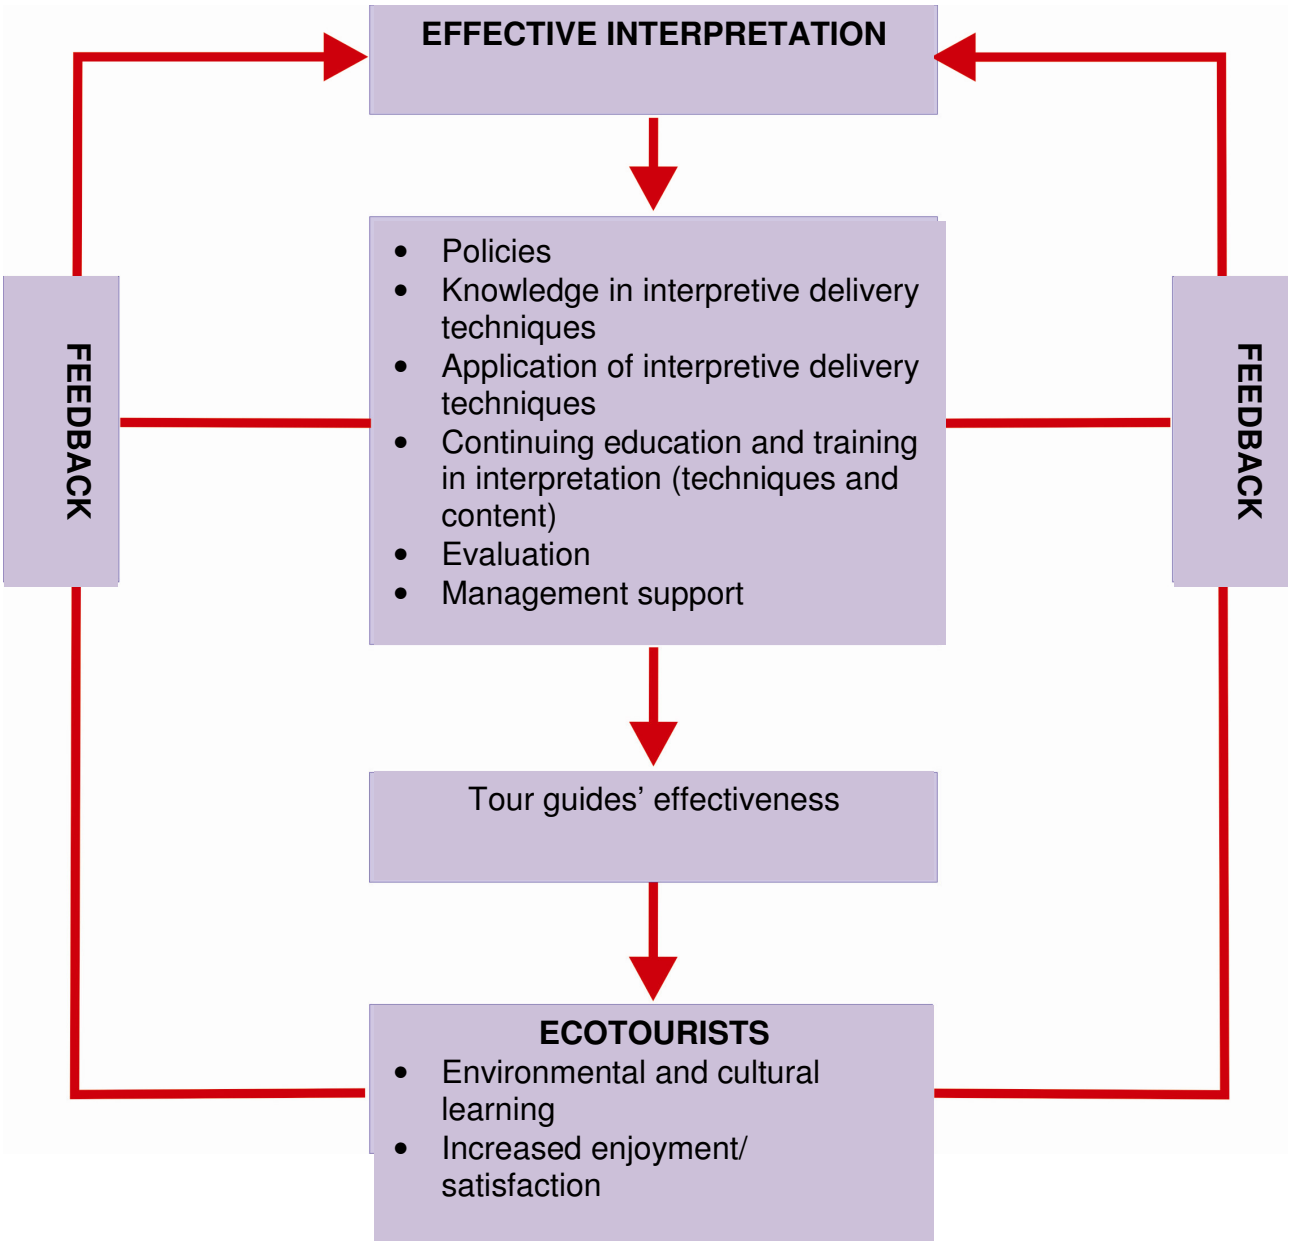 EFFECTIVE INTERPRETATION
• Policies
• Knowledge in interpretive delivery
techniques
• Application of interpretive delivery
techniques
• Continuing education and training
in interpretation (techniques and
content)
• Evaluation
• Management support
FEEDBACK
FEEDBACK
Tour guides’ effectiveness
ECOTOURISTS
• Environmental and cultural
learning
• Increased enjoyment/
satisfaction